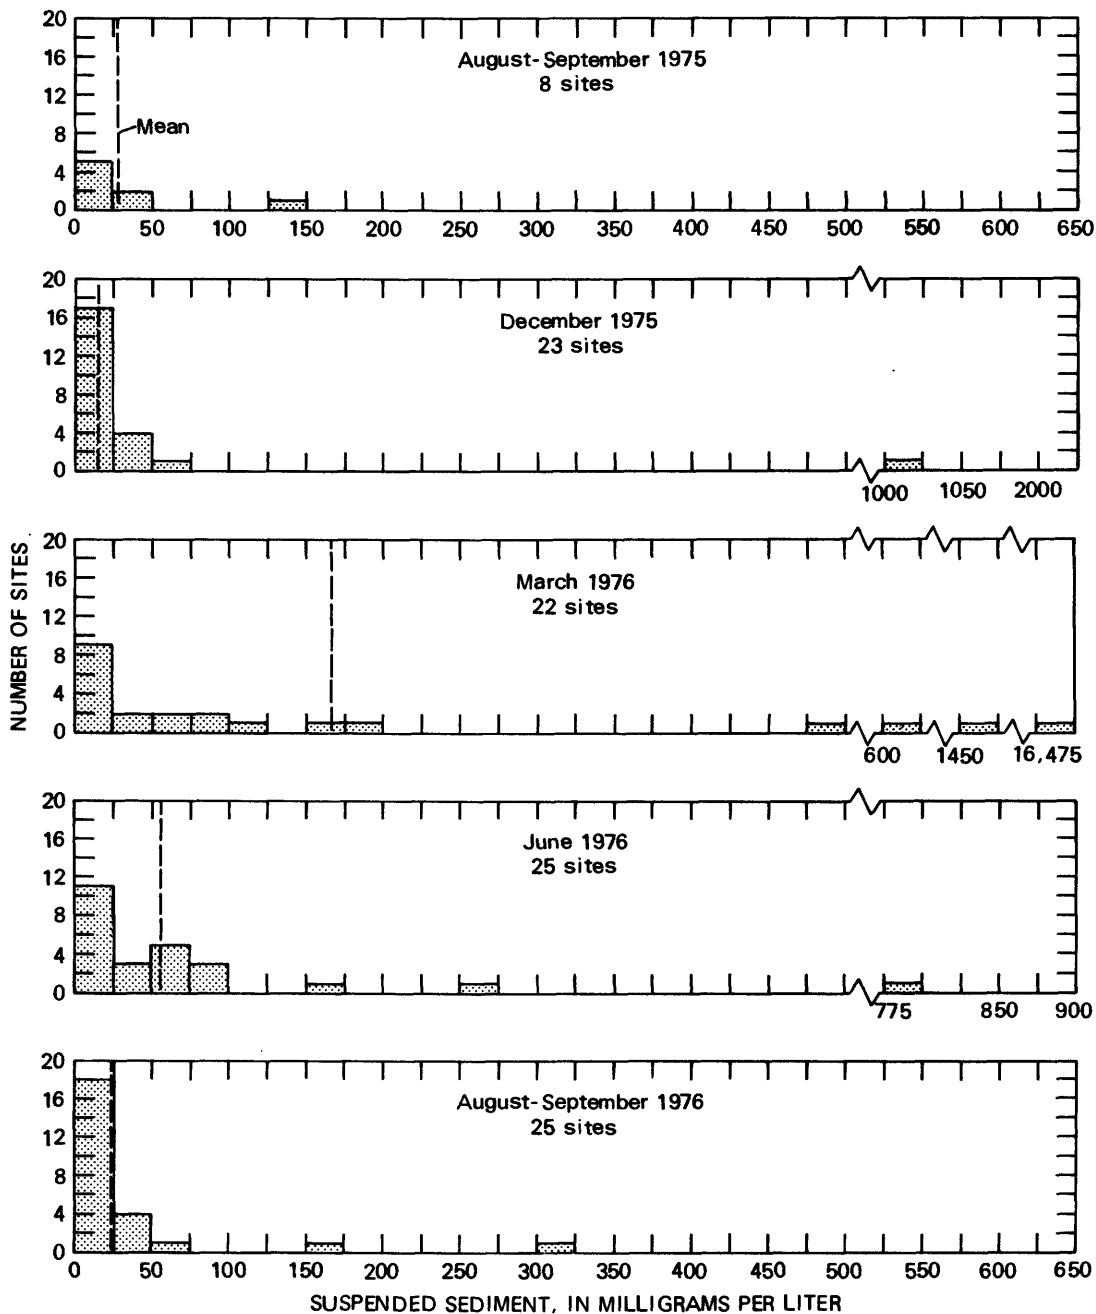 20
16
12
8
4
0
August-September 1975
8 sites
Mean
0 50 100 150 200 250 300 350 400 450 500 550 600 650
20
16
12
8
4
0
December 1975
23 sites
1000 1050 2000
20
16
12
8
4
0
March 1976
22 sites
600 1450 16,475
NUMBER OF SITES
20
16
12
8
4
0
June 1976
25 sites
775 850 900
20
16
12
8
4
0
August-September 1976
25 sites
0 50 100 150 200 250 300 350 400 450 500 550 600 650
SUSPENDED SEDIMENT, IN MILLIGRAMS PER LITER